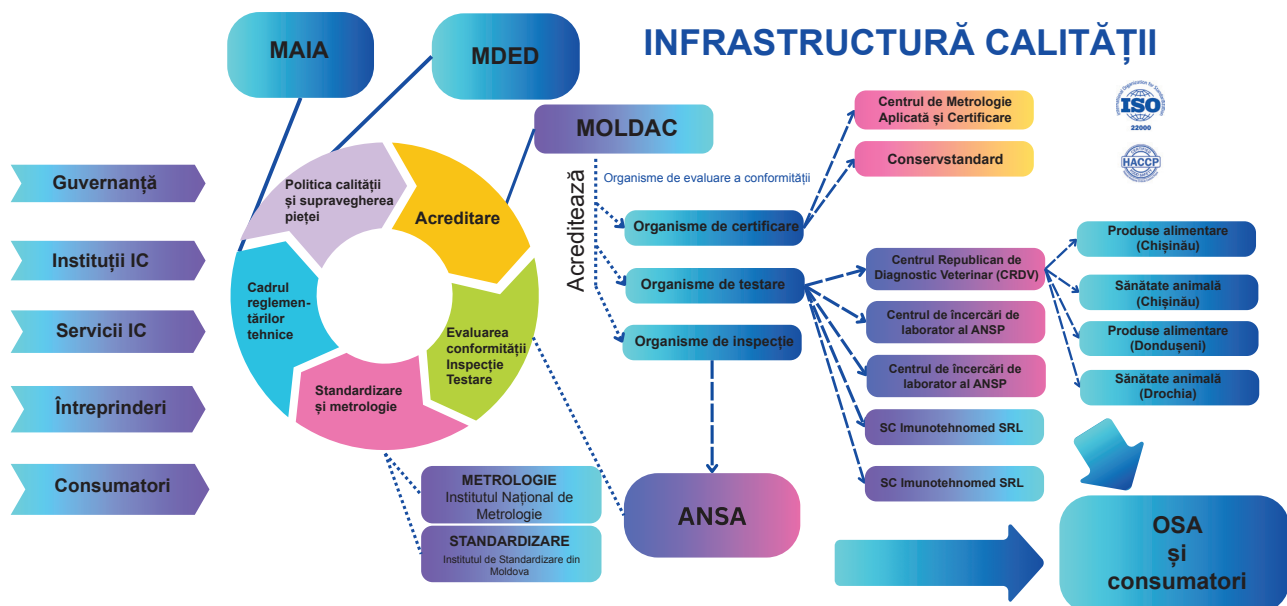 INFRASTRUCTURĂ CALITĂȚII
MAIA
MDED
MOLDAC
Guvernanță
Instituții IC
Servicii IC
Întreprinderi
Consumatori
Politica calității
și supravegherea
pieței
Acreditare
Cadrul
reglemen-
tărilor
tehnice
Evaluarea
conformității
Inspecție
Testare
Standardizare
și metrologie
METROLOGIE
Institutul Național de
Metrologie
STANDARDIZARE
Institutul de Standardizare din
Moldova
Acreditează
Organisme de evaluare a conformității
Organisme de certificare
Organisme de testare
Organisme de inspecție
ANSA
Centrul de Metrologie
Aplicată și Certificare
Conservstandard
Centrul Republican de
Diagnostic Veterinar (CRDV)
Centrul de încercări de
laborator al ANSP
Centrul de încercări de
laborator al ANSP
SC Imunotehnomed SRL
SC Imunotehnomed SRL
International Organization for Standardization
ISO
22000
HACCP
Produse alimentare
(Chișinău)
Sănătate animală
(Chișinău)
Produse alimentare
(Dondușeni)
Sănătate animală
(Drochia)
OSA
și
consumatori